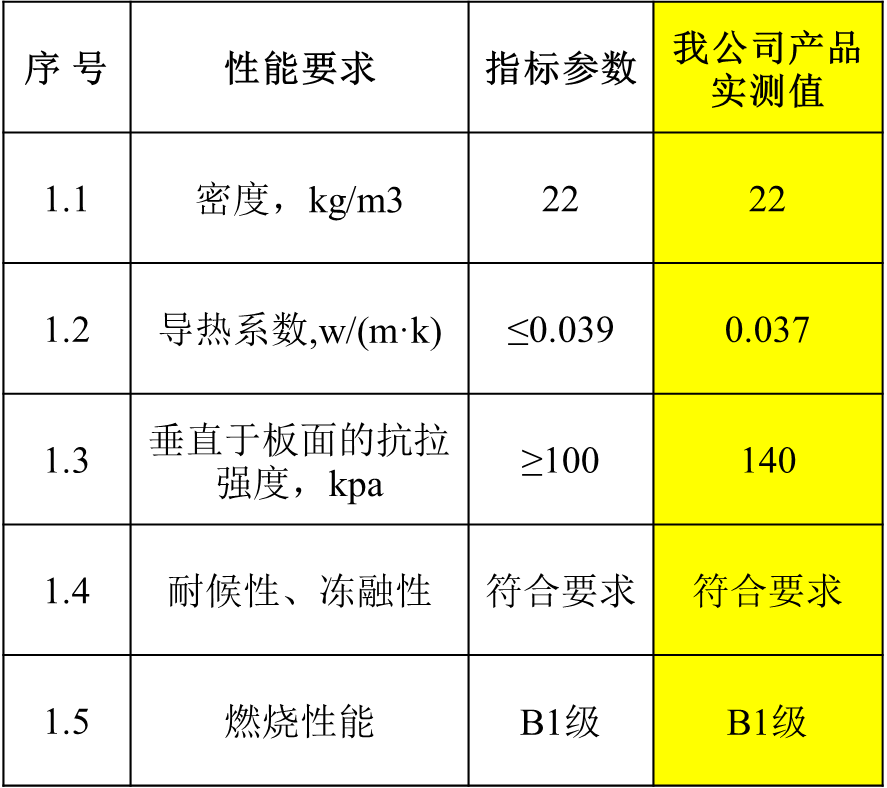 序 号 性能要求 指标参数 我公司产品
实测值
1.1 密度，kg/m3 22 22
1.2 导热系数,w/(m·k) ≤0.039 0.037
1.3 垂直于板面的抗拉
强度，kpa ≥100 140
1.4 耐候性、冻融性 符合要求 符合要求
1.5 燃烧性能 B1级 B1级